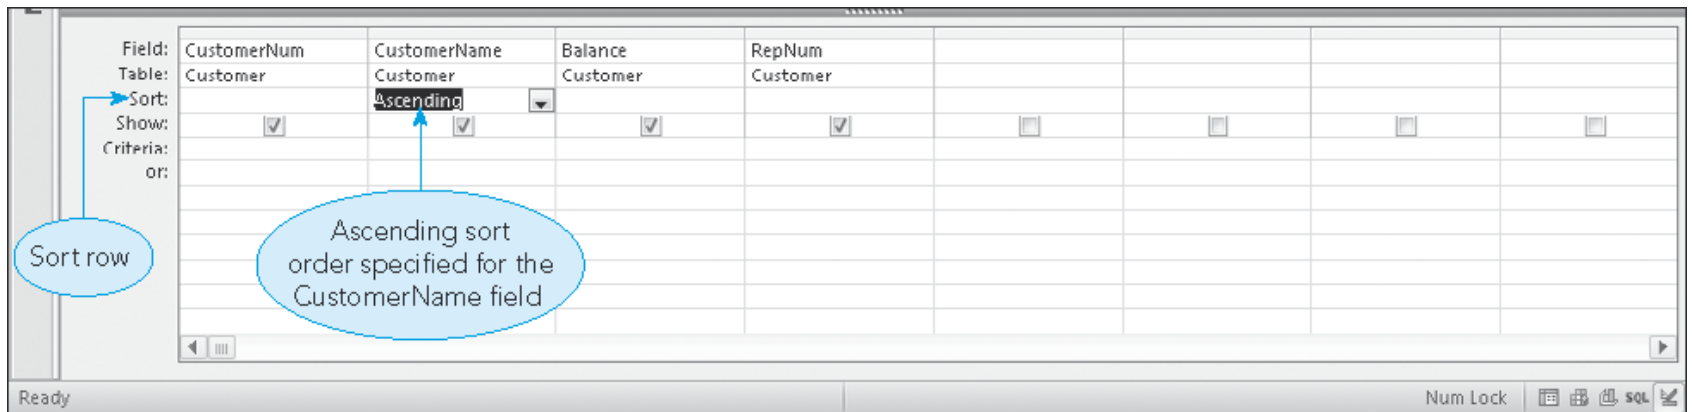 Field: CustomerNum CustomerName Balance RepNum
Table: Customer Customer Customer Customer
Sort: Ascending
Show:
Criteria:
or:
Sort row
Ascending sort
order specified for the
CustomerName field
Ready Num Lock SQL